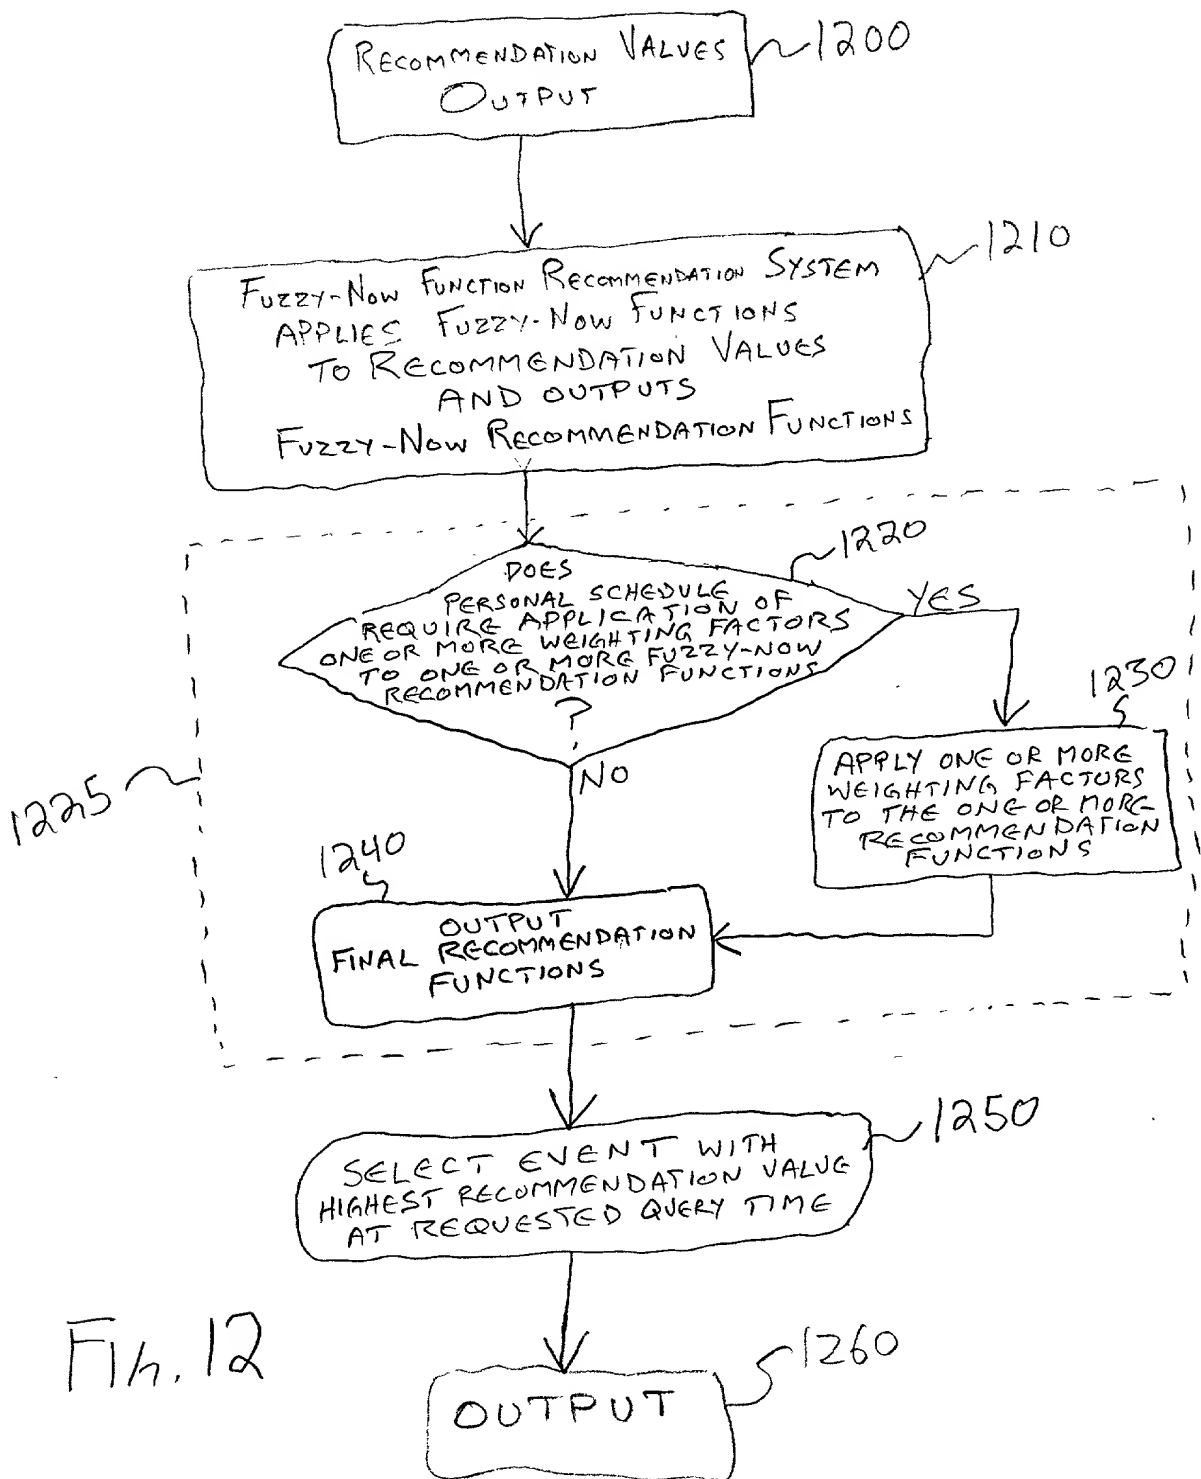 RECOMMENDATION VALUES
OUTPUT
1200
FUZZY-NOW FUNCTION RECOMMENDATION SYSTEM
APPLIES FUZZY-NOW FUNCTIONS
TO RECOMMENDATION VALUES
AND OUTPUTS
FUZZY-NOW RECOMMENDATION FUNCTIONS
1210
DOES
PERSONAL SCHEDULE
REQUIRE APPLICATION OF
ONE OR MORE WEIGHTING FACTORS
TO ONE OR MORE FUZZY-NOW
RECOMMENDATION FUNCTIONS
?
1220
YES
NO
1225
1230
APPLY ONE OR MORE
WEIGHTING FACTORS
TO THE ONE OR MORE
RECOMMENDATION
FUNCTIONS
1240
OUTPUT
FINAL RECOMMENDATION
FUNCTIONS
SELECT EVENT WITH
HIGHEST RECOMMENDATION VALUE
AT REQUESTED QUERY TIME
1250
OUTPUT
1260
FIG. 12